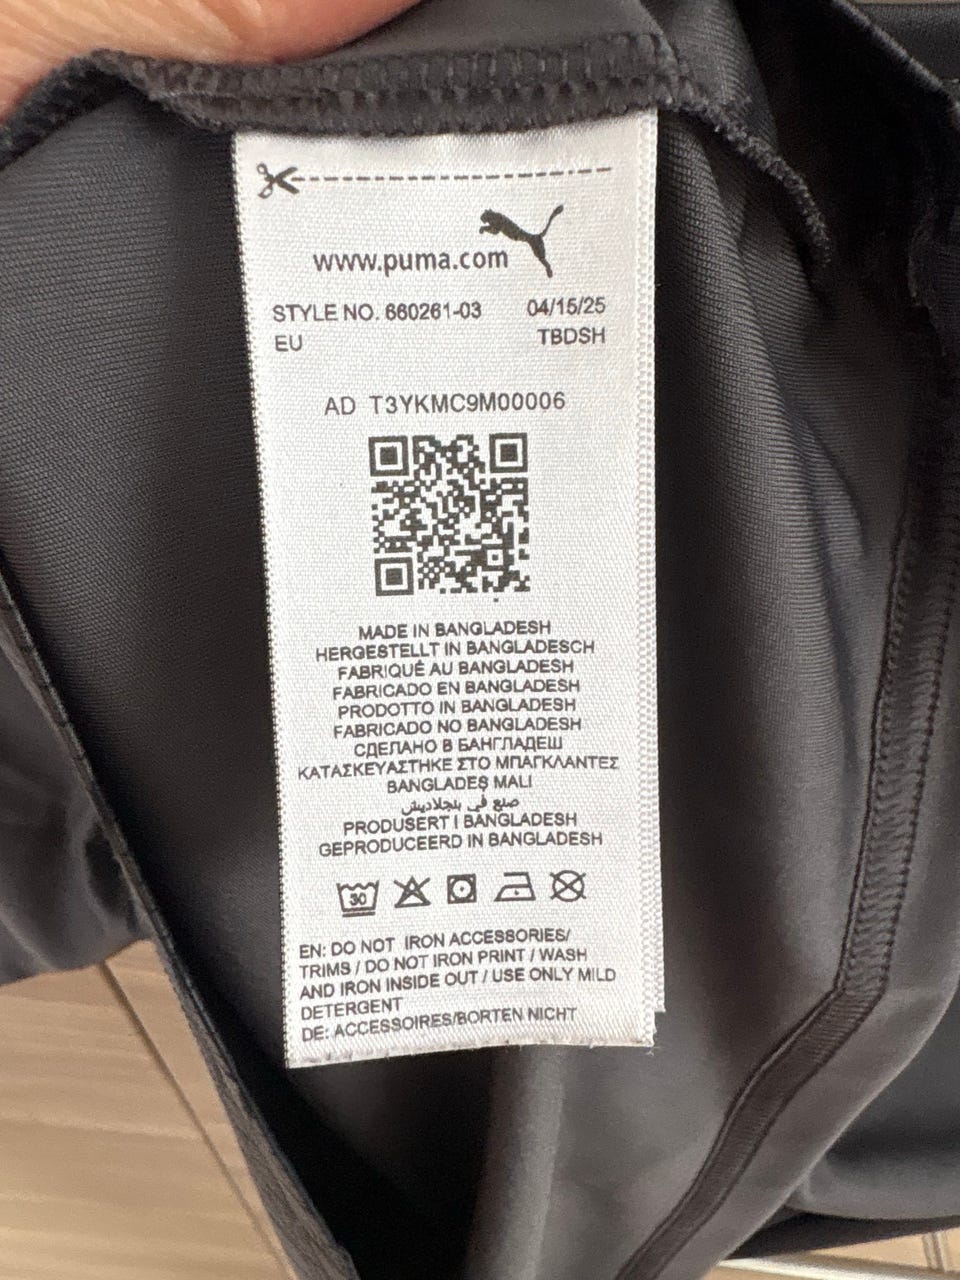 www.puma.com
STYLE NO. 660261-03 04/15/25
EU TBDSH
AD T3YKMC9M00006
MADE IN BANGLADESH
HERGESTELLT IN BANGLADESCH
FABRIQUÉ AU BANGLADESH
FABRICADO EN BANGLADESH
PRODOTTO IN BANGLADESH
FABRICADO NO BANGLADESH
СДЕЛАНО В БАНГЛАДЕШ
ΚΑΤΑΣΚΕΥΑΣΤΗΚΕ ΣΤΟ ΜΠΑΓΚΛΑΝΤΕΣ
BANGLADEŞ MALI
صنع في بنجلاديش
PRODUSERT I BANGLADESH
GEPRODUCEERD IN BANGLADESH
30
EN: DO NOT IRON ACCESSORIES/
TRIMS / DO NOT IRON PRINT / WASH
AND IRON INSIDE OUT / USE ONLY MILD
DETERGENT
DE: ACCESSOIRES/BORTEN NICHT